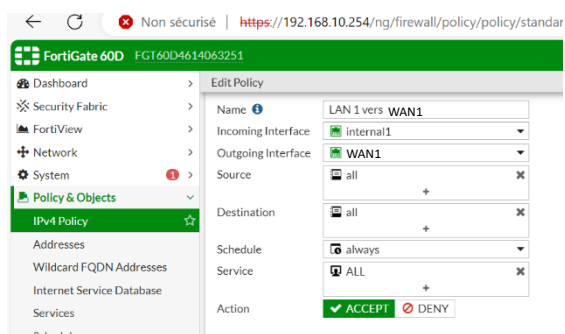 Non sécurisé | https://192.168.10.254/ng/firewall/policy/policy/standar
FortiGate 60D FGT60D4614063251
Dashboard
Security Fabric
FortiView
Network
System 1
Policy & Objects
IPv4 Policy
Addresses
Wildcard FQDN Addresses
Internet Service Database
Services
Edit Policy
Name LAN 1 vers WAN1
Incoming Interface internal1
Outgoing Interface WAN1
Source all
+
Destination all
+
Schedule always
Service ALL
+
Action ACCEPT DENY